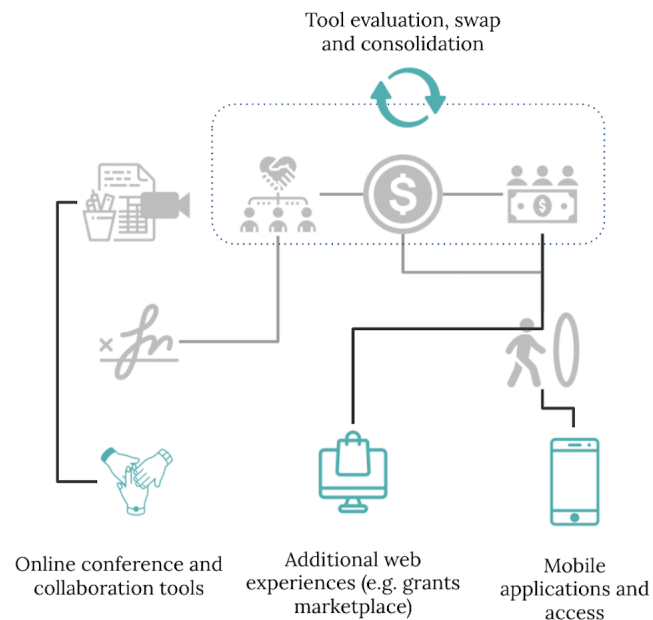 Tool evaluation, swap
and consolidation
$
$
Online conference and
collaboration tools
Additional web
experiences (e.g. grants
marketplace)
Mobile
applications and
access